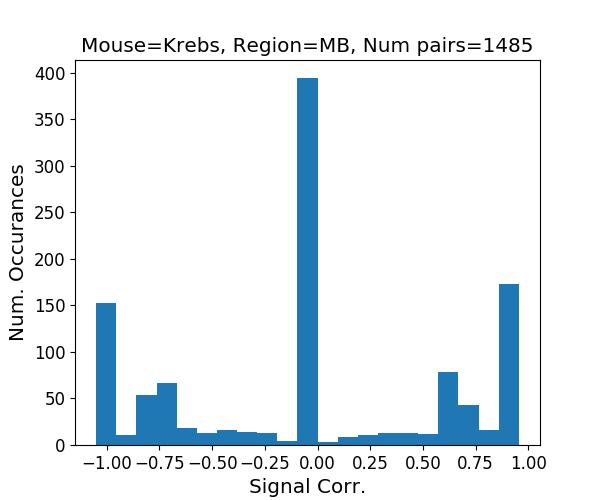 Mouse=Krebs, Region=MB, Num pairs=1485
400
350
300
250
200
150
100
50
0
Num. Occurances
−1.00 −0.75 −0.50 −0.25 0.00 0.25 0.50 0.75 1.00
Signal Corr.